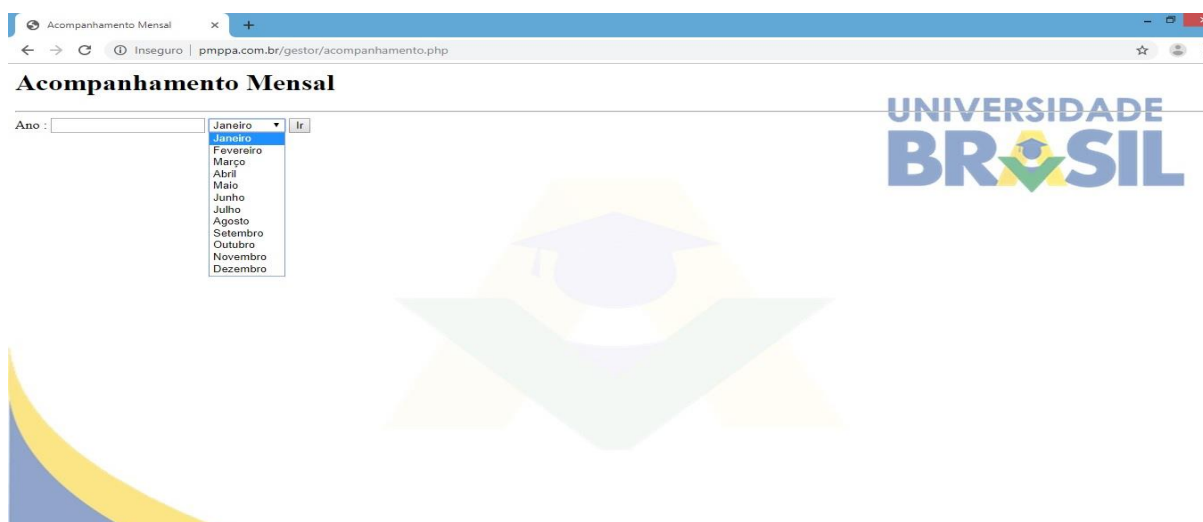 Acompanhamento Mensal
Inseguro | pmppa.com.br/gestor/acompanhamento.php
Acompanhamento Mensal
UNIVERSIDADE
BRASIL
Ano : Janeiro Ir
Janeiro
Fevereiro
Março
Abril
Maio
Junho
Julho
Agosto
Setembro
Outubro
Novembro
Dezembro